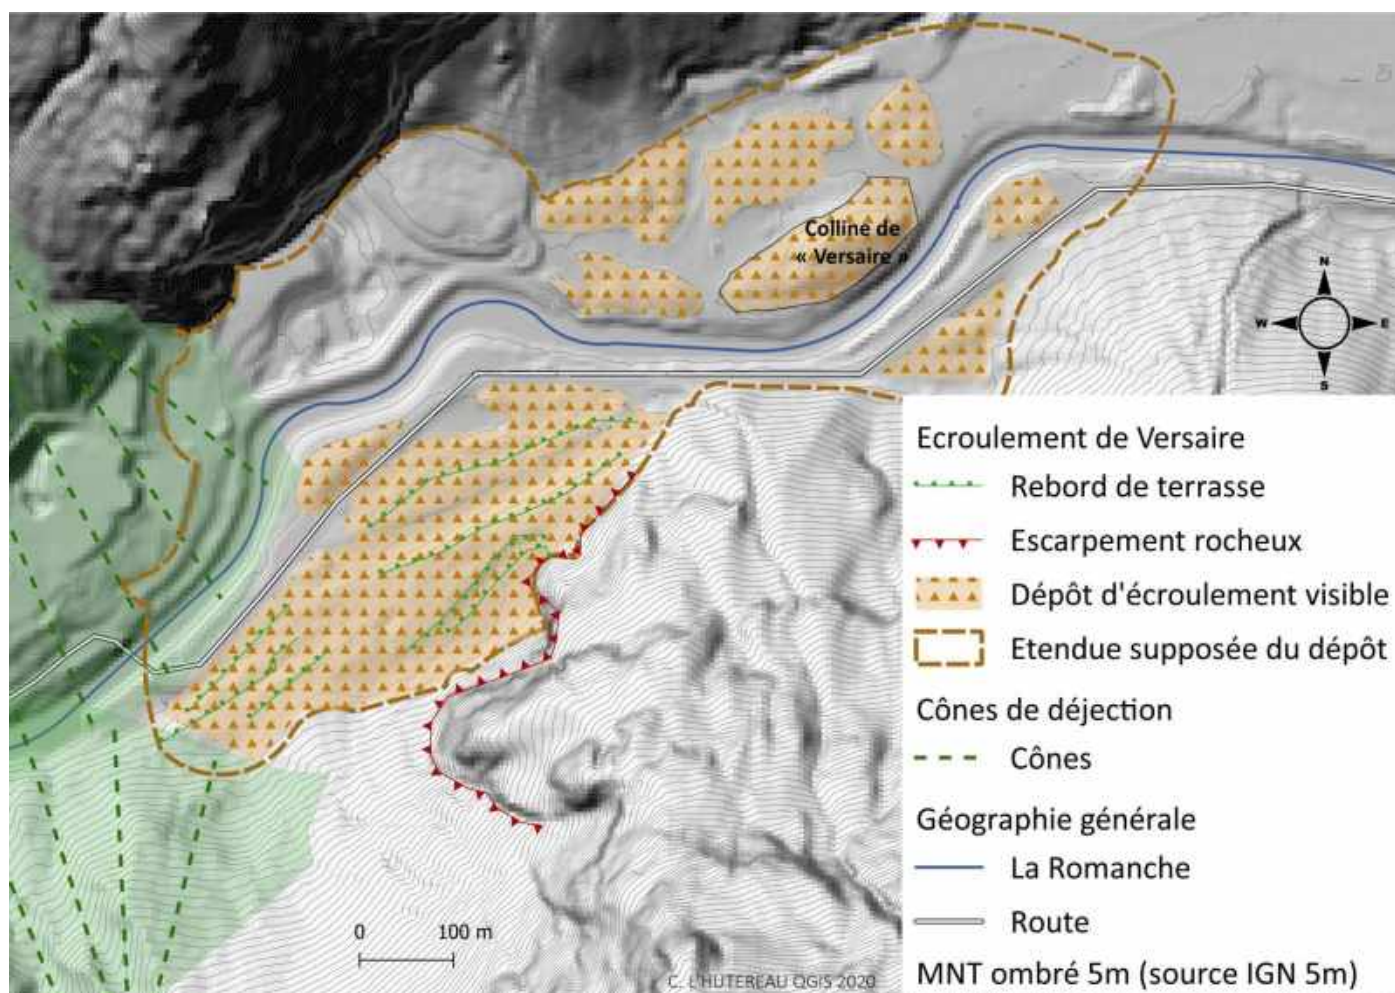 Colline de
« Versaire »
N
W
E
S
Ecroulement de Versaire
Rebord de terrasse
Escarpement rocheux
Dépôt d'écroulement visible
Etendue supposée du dépôt
Cônes de déjection
Cônes
Géographie générale
La Romanche
Route
MNT ombré 5m (source IGN 5m)
0 100 m
C. L'HUTEREAU QGIS 2020